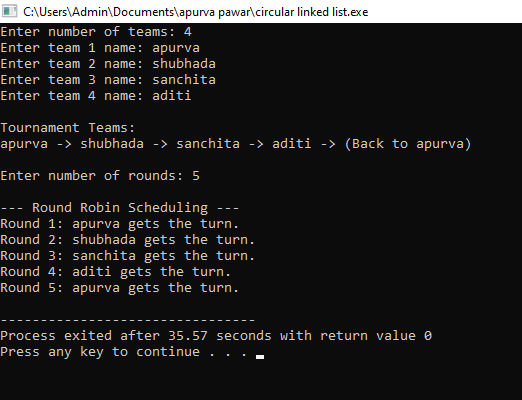 C:\Users\Admin\Documents\apurva pawar\circular linked list.exe
Enter number of teams: 4
Enter team 1 name: apurva
Enter team 2 name: shubhada
Enter team 3 name: sanchita
Enter team 4 name: aditi
Tournament Teams:
apurva -> shubhada -> sanchita -> aditi -> (Back to apurva)
Enter number of rounds: 5
--- Round Robin Scheduling ---
Round 1: apurva gets the turn.
Round 2: shubhada gets the turn.
Round 3: sanchita gets the turn.
Round 4: aditi gets the turn.
Round 5: apurva gets the turn.
--------------------------------
Process exited after 35.57 seconds with return value 0
Press any key to continue . . .